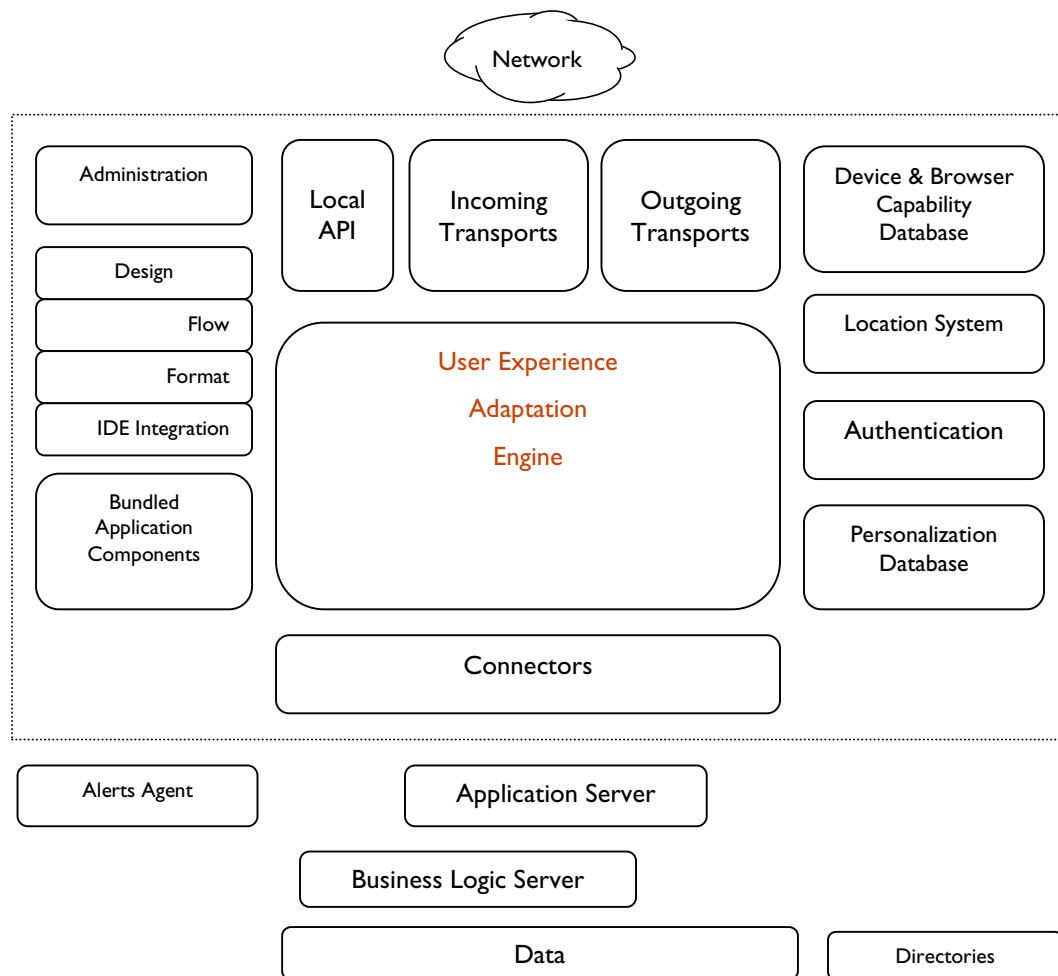 Network
Administration
Design
Flow
Format
IDE Integration
Bundled
Application
Components
Local
API
Incoming
Transports
Outgoing
Transports
User Experience
Adaptation
Engine
Connectors
Device & Browser
Capability
Database
Location System
Authentication
Personalization
Database
Alerts Agent
Application Server
Business Logic Server
Data
Directories